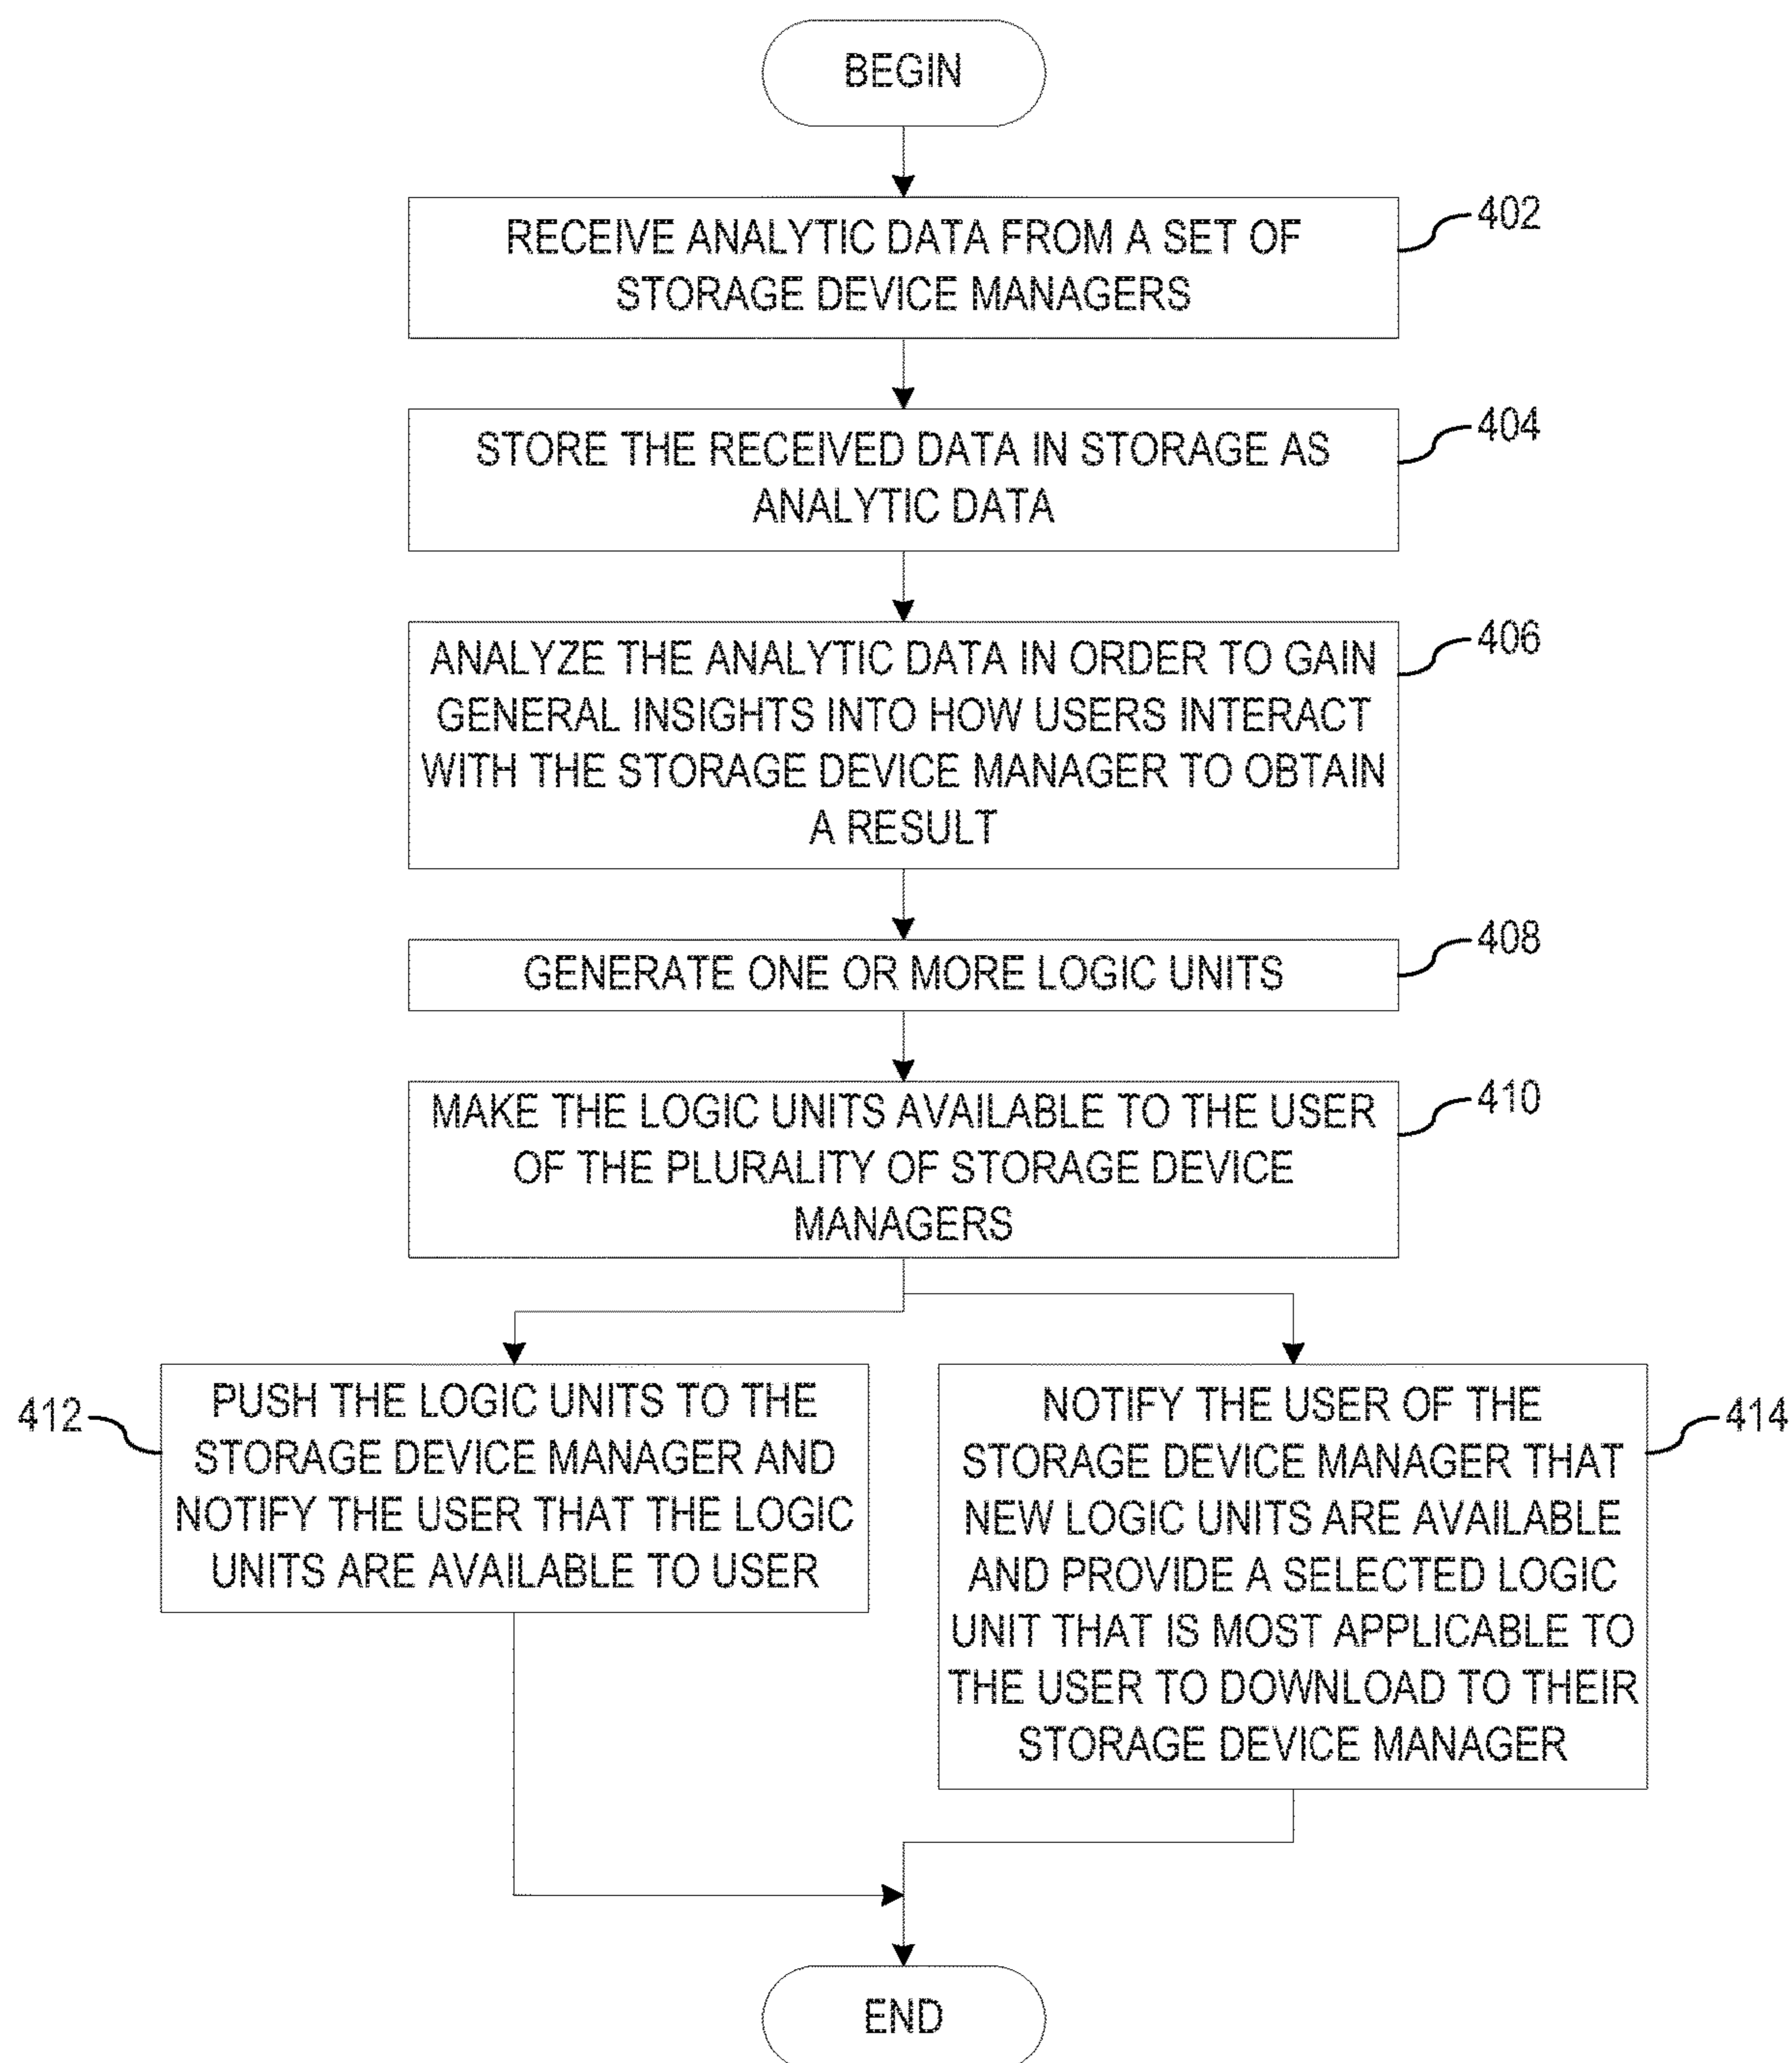 BEGIN
RECEIVE ANALYTIC DATA FROM A SET OF
STORAGE DEVICE MANAGERS
402
STORE THE RECEIVED DATA IN STORAGE AS
ANALYTIC DATA
404
ANALYZE THE ANALYTIC DATA IN ORDER TO GAIN
GENERAL INSIGHTS INTO HOW USERS INTERACT
WITH THE STORAGE DEVICE MANAGER TO OBTAIN
A RESULT
406
GENERATE ONE OR MORE LOGIC UNITS
408
MAKE THE LOGIC UNITS AVAILABLE TO THE USER
OF THE PLURALITY OF STORAGE DEVICE
MANAGERS
410
412
PUSH THE LOGIC UNITS TO THE
STORAGE DEVICE MANAGER AND
NOTIFY THE USER THAT THE LOGIC
UNITS ARE AVAILABLE TO USER
NOTIFY THE USER OF THE
STORAGE DEVICE MANAGER THAT
NEW LOGIC UNITS ARE AVAILABLE
AND PROVIDE A SELECTED LOGIC
UNIT THAT IS MOST APPLICABLE TO
THE USER TO DOWNLOAD TO THEIR
STORAGE DEVICE MANAGER
414
END